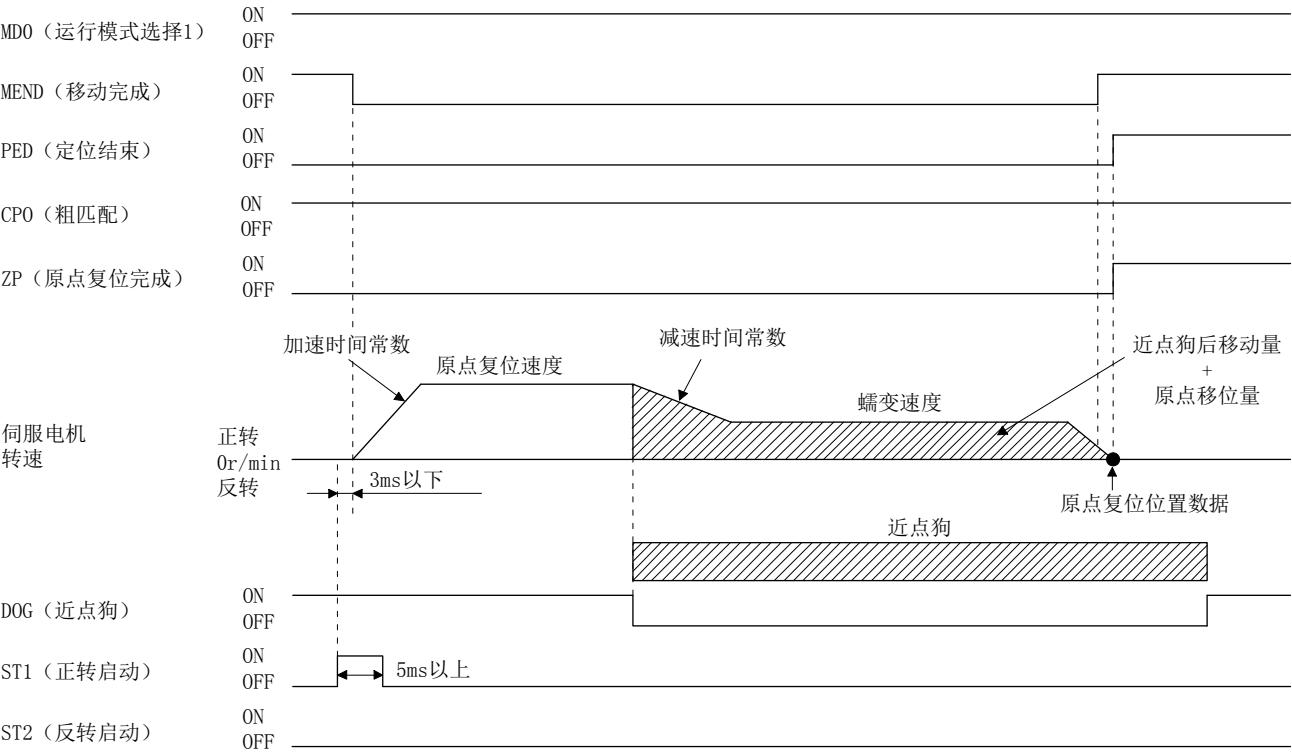 MD0（运行模式选择1）
ON
OFF
MEND（移动完成）
ON
OFF
PED（定位结束）
ON
OFF
CPO（粗匹配）
ON
OFF
ZP（原点复位完成）
ON
OFF
加速时间常数
原点复位速度
减速时间常数
近点狗后移动量
+
原点移位量
蠕变速度
伺服电机
转速
正转
0r/min
反转
3ms以下
原点复位位置数据
近点狗
DOG（近点狗）
ON
OFF
ST1（正转启动）
ON
OFF
5ms以上
ST2（反转启动）
ON
OFF